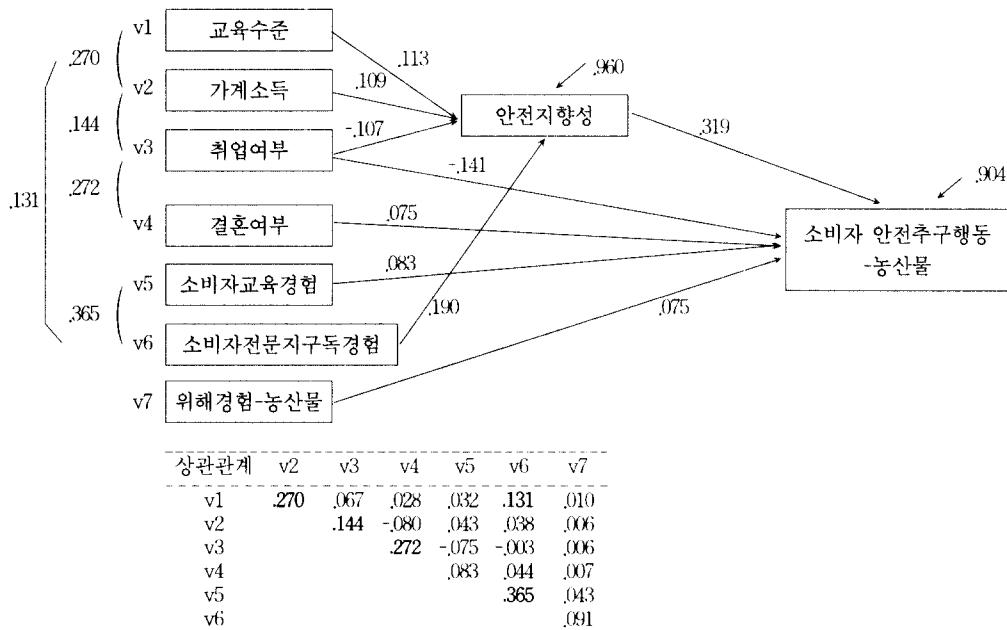 v1 교육수준
.270
.113
.960
v2 가계소득
.109
안전지향성
.144
-.107
.319
v3 취업여부
-.141
.131
.272
.904
v4 결혼여부
.075
소비자 안전추구행동
-농산물
v5 소비자교육경험
.083
.365
.190
.075
v6 소비자전문지구독경험
v7 위해경험-농산물
상관관계 v2 v3 v4 v5 v6 v7
v1 .270 .067 .028 .032 .131 .010
v2 .144 -.080 .043 .038 .006
v3 .272 -.075 -.003 .006
v4 .083 .044 .007
v5 .365 .043
v6 .091